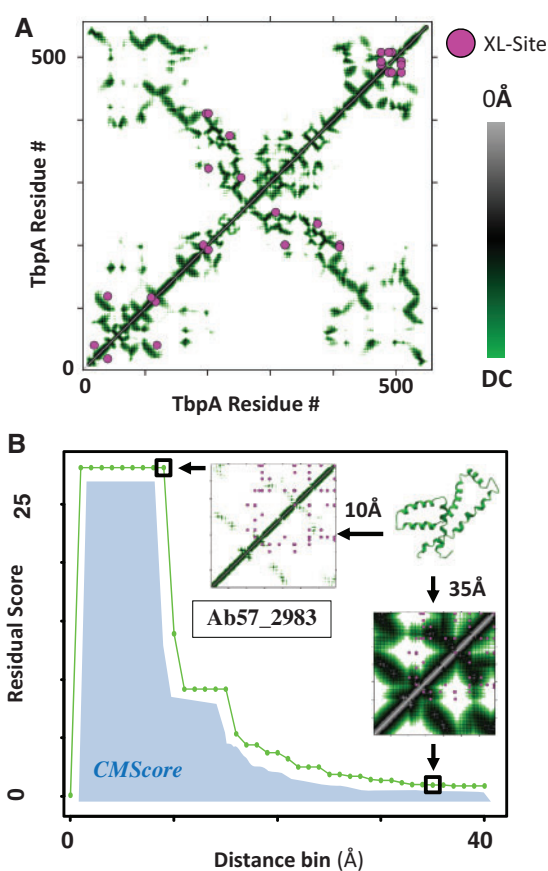 A
XL-Site
500
0Å
TbpA Residue #
DC
0
0
500
TbpA Residue #
B
25
10Å
Ab57_2983
35Å
Residual Score
CMScore
0
0
40
Distance bin (Å)